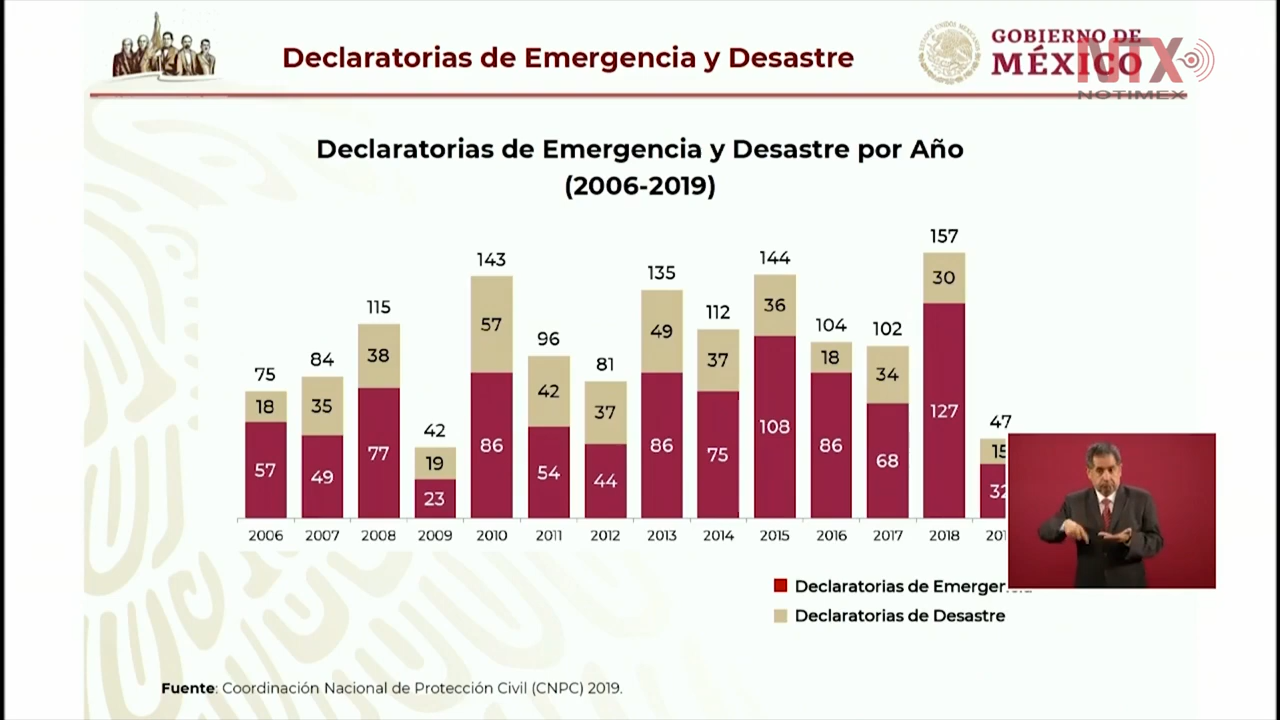 Declaratorias de Emergencia y Desastre
GOBIERNO DE
MÉXICO
NTX
NOTIMEX
Declaratorias de Emergencia y Desastre por Año
(2006-2019)
75 84 115 42 143 96 81 135 112 144 104 102 157 47
18 35 38 19 57 42 37 49 37 36 18 34 30 15
57 49 77 23 86 54 44 86 75 108 86 68 127 32
2006 2007 2008 2009 2010 2011 2012 2013 2014 2015 2016 2017 2018
Declaratorias de Emergencia
Declaratorias de Desastre
Fuente: Coordinación Nacional de Protección Civil (CNPC) 2019.